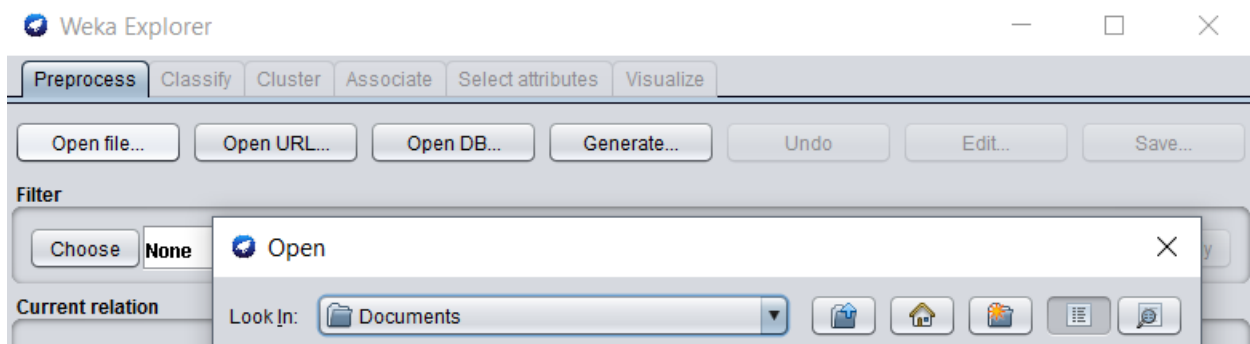 Weka Explorer
Preprocess Classify Cluster Associate Select attributes Visualize
Open file... Open URL... Open DB... Generate... Undo Edit... Save...
Filter
Choose None
Open
y
Current relation
Look In: Documents